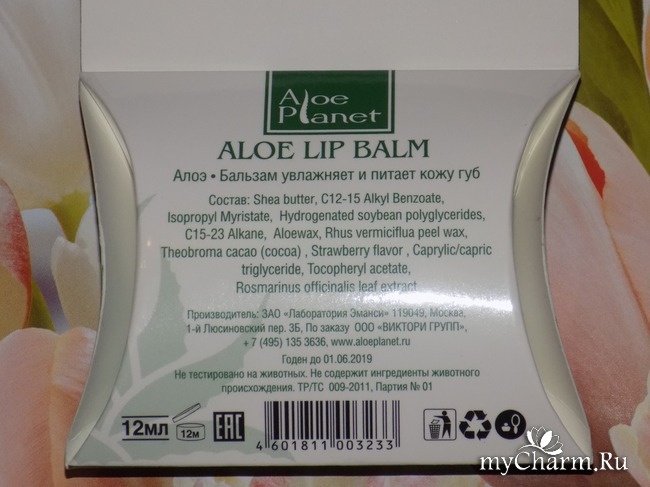 Aloe
Planet
ALOE LIP BALM
Алоэ • Бальзам увлажняет и питает кожу губ
Состав: Shea butter, C12-15 Alkyl Benzoate,
Isopropyl Myristate, Hydrogenated soybean polyglycerides,
C15-23 Alkane, Aloewax, Rhus vermiciflua peel wax,
Theobroma cacao (cocoa) , Strawberry flavor , Caprylic/capric
triglyceride, Tocopheryl acetate,
Rosmarinus officinalis leaf extract
Производитель: ЗАО «Лаборатория Эманси» 119049, Москва,
1-й Люсиновский пер. 3Б, По заказу ООО «ВИКТОРИ ГРУПП»,
+ 7 (495) 135 3636, www.aloeplanet.ru
Годен до 01.06.2019
Не тестировано на животных. Не содержит ингредиенты животного
происхождения. ТР/ТС 009-2011, Партия № 01
12мл
12м
EAC
4 601811 003233
myCharm.Ru